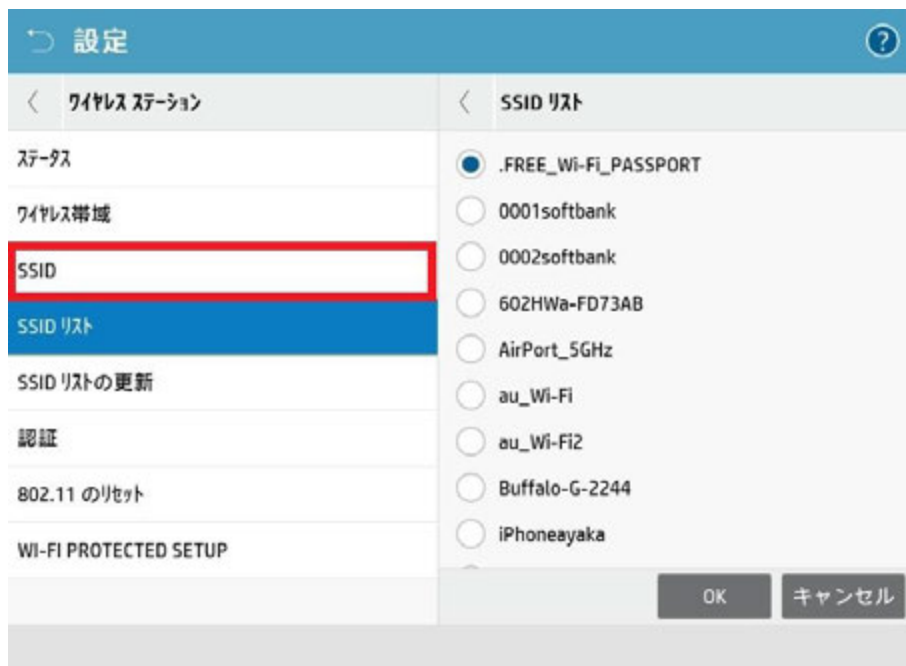 設定
?
ワイヤレス ステーション
ステータス
ワイヤレス帯域
SSID
SSID リスト
SSID リストの更新
認証
802.11 のリセット
WI-FI PROTECTED SETUP
SSID リスト
.FREE_Wi-Fi_PASSPORT
0001softbank
0002softbank
602HWa-FD73AB
AirPort_5GHz
au_Wi-Fi
au_Wi-Fi2
Buffalo-G-2244
iPhoneayaka
OK
キャンセル